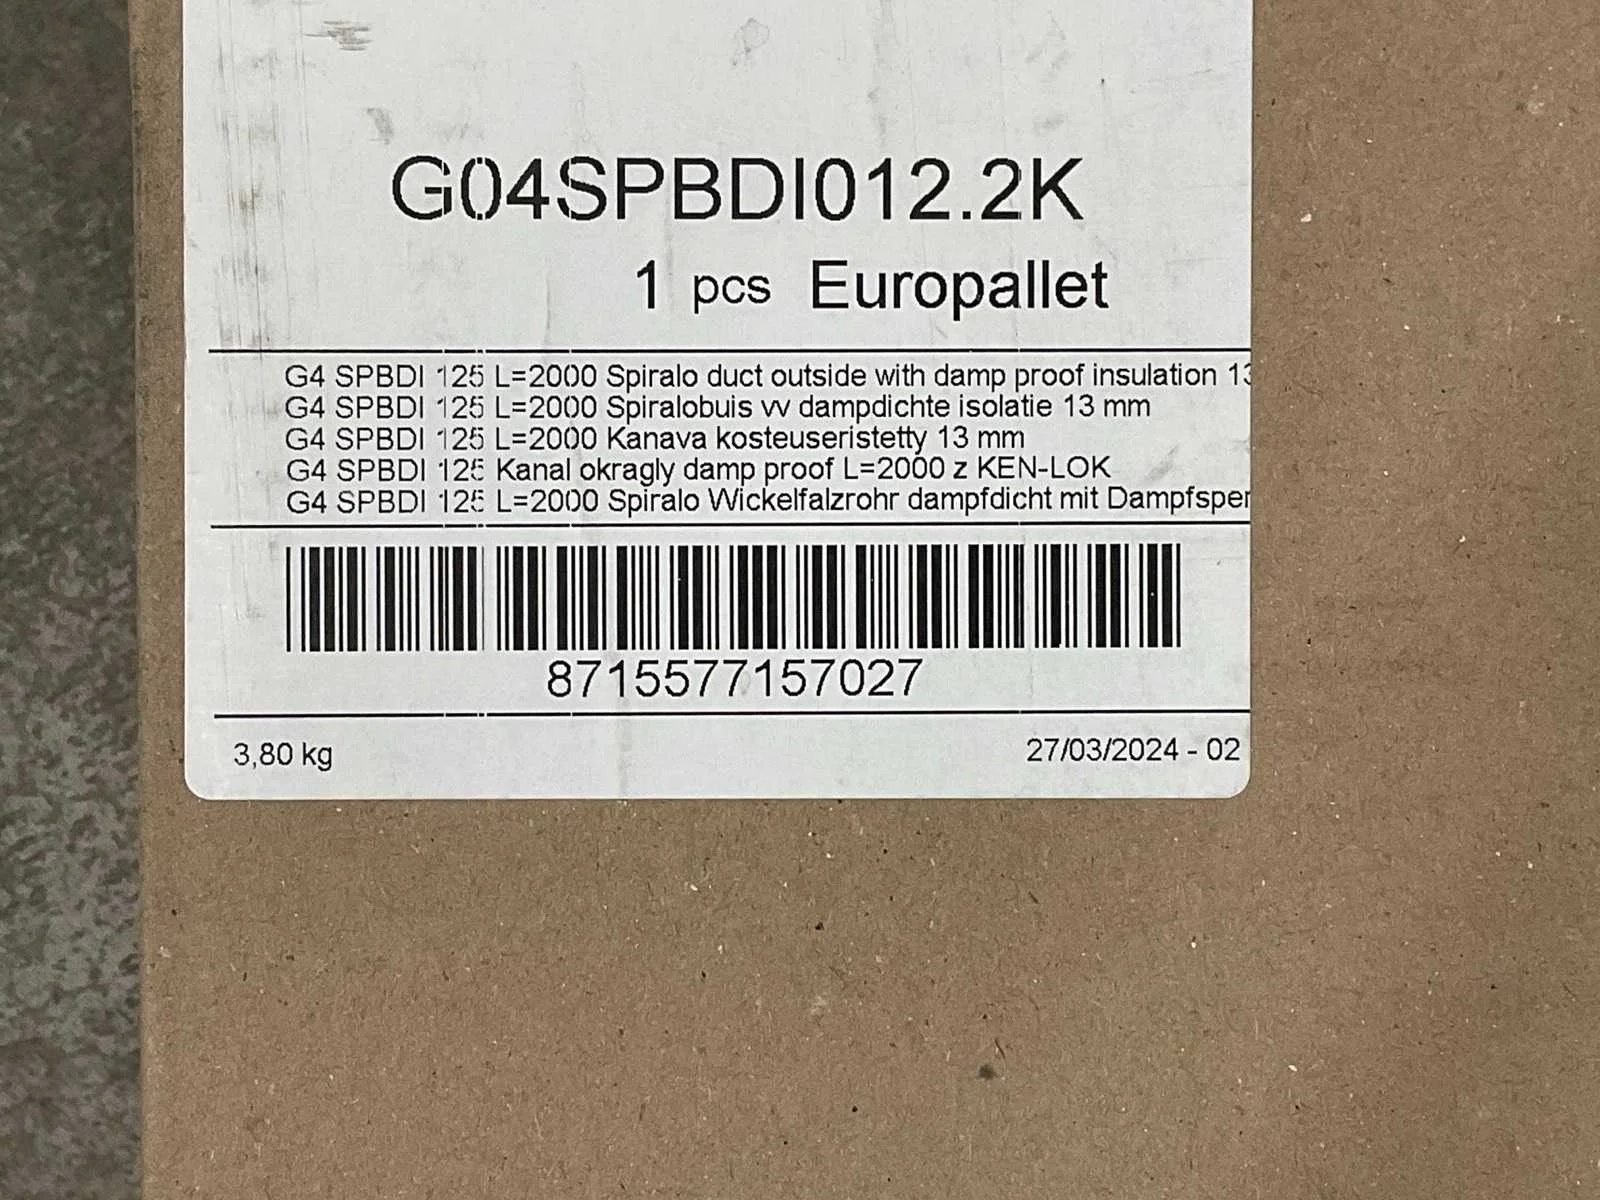 G04SPBDI012.2K
1 pcs Europallet
G4 SPBDI 125 L=2000 Spiralo duct outside with damp proof insulation 13
G4 SPBDI 125 L=2000 Spiralobuis vv dampdichte isolatie 13 mm
G4 SPBDI 125 L=2000 Kanava kosteuseristetty 13 mm
G4 SPBDI 125 Kanal okragly damp proof L=2000 z KEN-LOK
G4 SPBDI 125 L=2000 Spiralo Wickelfalzrohr dampfdicht mit Dampfsper
8715577157027
3,80 kg
27/03/2024 - 02